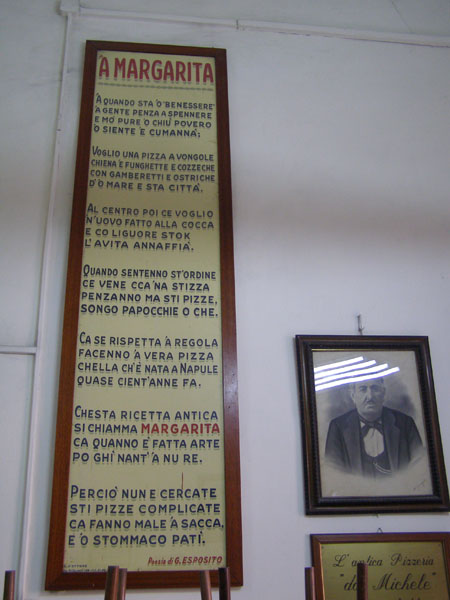 'A MARGARITA
A QUANDO STA 'O BENESSERE
'A GENTE PENZA A SPENNERE
E MO' PURE 'O CHIÙ POVERO
'O SIENTE 'E CUMANNÀ:
VOGLIO UNA PIZZA A VONGOLE
CHIENA 'E FUNGHETTE E COZZECHE
CON GAMBERETTI E OSTRICHE
D'O MARE E STA CITTÀ.
AL CENTRO POI CE VOGLIO
N'UOVO FATTO ALLA COCCA
E CO LIGUORE STOK
L'AVITA ANNAFFIÀ.
QUANDO SENTENNO ST'ORDINE
CE VENE CCÀ 'NA STIZZA
PENZANNO MA STI PIZZE,
SONGO PAPOCCHIE O CHE.
CA SE RISPETTA 'A REGOLA
FACENNO 'A VERA PIZZA
CHELLA CH'È NATA A NAPULE
QUASE CIENT'ANNE FA.
CHESTA RICETTA ANTICA
SI CHIAMMA MARGARITA
CA QUANNO È FATTA ARTE
PO GHÌ NANT'A NU RE.
PERCIÒ NUN E CERCATE
STI PIZZE COMPLICATE
CA FANNO MALE 'A SACCA,
E 'O STOMMACO PATÌ.
Poesia di G. ESPOSITO
L'antica Pizzeria
"da Michele"